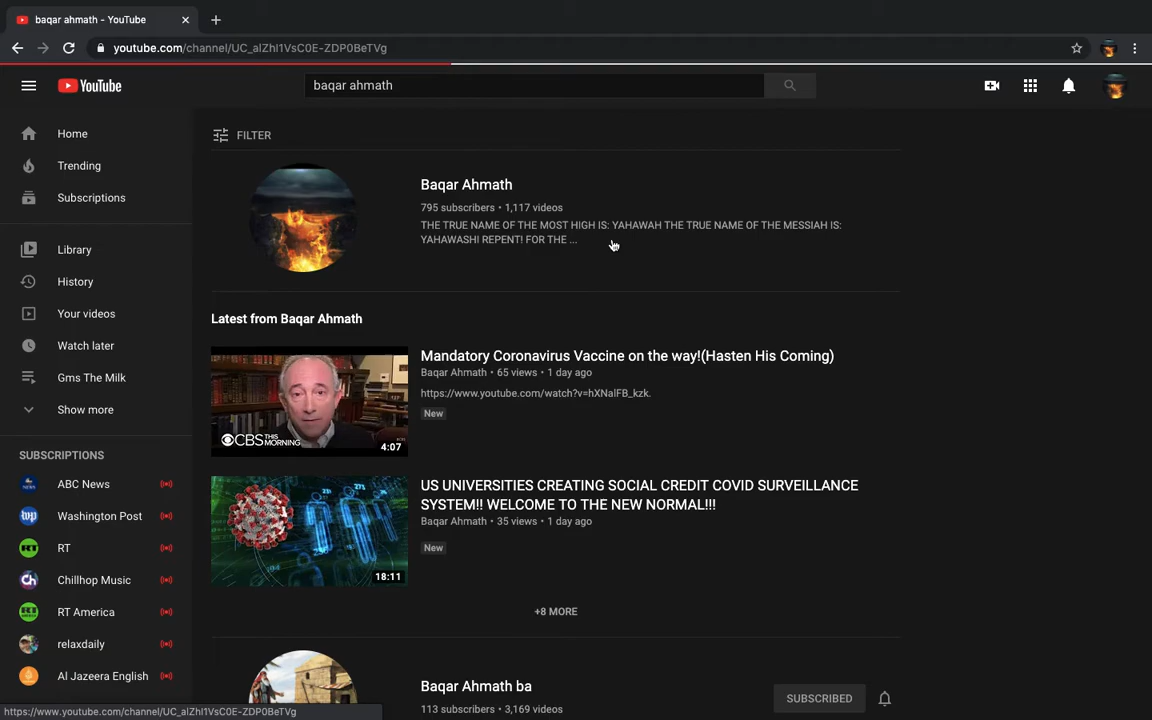 baqar ahmath - YouTube
youtube.com/channel/UC_alZhI1VsC0E-ZDP0BeTVg
YouTube
baqar ahmath
Home
Trending
Subscriptions
Library
History
Your videos
Watch later
Gms The Milk
Show more
SUBSCRIPTIONS
ABC News
Washington Post
RT
Chillhop Music
RT America
relaxdaily
Al Jazeera English
FILTER
Baqar Ahmath
795 subscribers • 1,117 videos
THE TRUE NAME OF THE MOST HIGH IS: YAHAWAH THE TRUE NAME OF THE MESSIAH IS:
YAHAWASHI REPENT! FOR THE ...
Latest from Baqar Ahmath
CBS THIS MORNING
4:07
Mandatory Coronavirus Vaccine on the way!(Hasten His Coming)
Baqar Ahmath • 65 views • 1 day ago
https://www.youtube.com/watch?v=hXNalFB_kzk.
New
18:11
US UNIVERSITIES CREATING SOCIAL CREDIT COVID SURVEILLANCE
SYSTEM!! WELCOME TO THE NEW NORMAL!!!
Baqar Ahmath • 35 views • 1 day ago
New
+8 MORE
Baqar Ahmath ba
113 subscribers • 3,169 videos
SUBSCRIBED
https://www.youtube.com/channel/UC_alZhI1VsC0E-ZDP0BeTVg